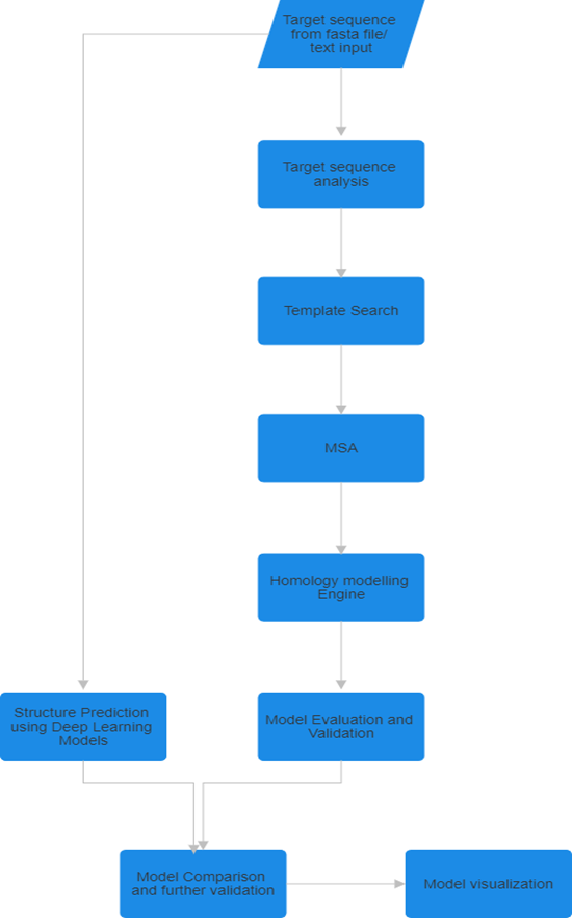 Target sequence
from fasta file/
text input
Target sequence
analysis
Template Search
MSA
Homology modelling
Engine
Structure Prediction
using Deep Learning
Models
Model Evaluation and
Validation
Model Comparison
and further validation
Model visualization